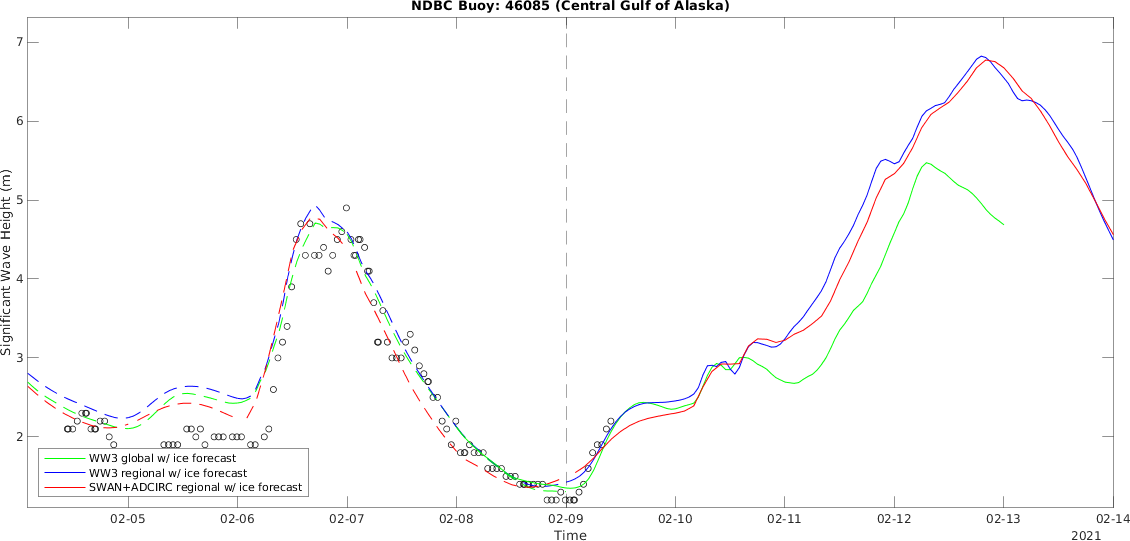 NDBC Buoy: 46085 (Central Gulf of Alaska)
Significant Wave Height (m)
7
6
5
4
3
2
WW3 global w/ ice forecast
WW3 regional w/ ice forecast
SWAN+ADCIRC regional w/ ice forecast
02-05 02-06 02-07 02-08 02-09 02-10 02-11 02-12 02-13 02-14
Time
2021